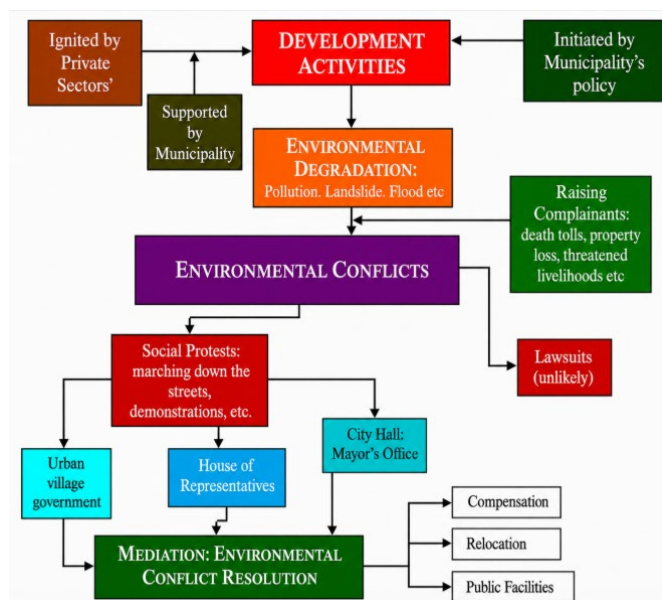 Ignited by
Private
Sectors’
DEVELOPMENT
ACTIVITIES
Initiated by
Municipality’s
policy
Supported
by
Municipality
ENVIRONMENTAL
DEGRADATION:
Pollution. Landslide. Flood etc
Raising
Complainants:
death tolls, property
loss, threatened
livelihoods etc
ENVIRONMENTAL CONFLICTS
Social Protests:
marching down the
streets,
demonstrations, etc.
Lawsuits
(unlikely)
Urban
village
government
House of
Representatives
City Hall:
Mayor’s Office
MEDIATION: ENVIRONMENTAL
CONFLICT RESOLUTION
Compensation
Relocation
Public Facilities